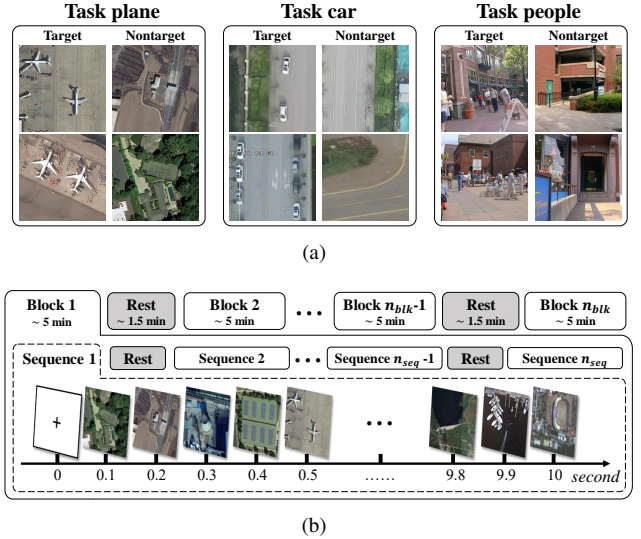 Task plane
Task car
Task people
Target
Nontarget
Target
Nontarget
Target
Nontarget
(a)
Block 1
~ 5 min
Rest
~ 1.5 min
Block 2
~ 5 min
•••
Block n_blk-1
~ 5 min
Rest
~ 1.5 min
Block n_blk
~ 5 min
Sequence 1
Rest
Sequence 2
•••
Sequence n_seq -1
Rest
Sequence n_seq
•••
0
0.1
0.2
0.3
0.4
0.5
......
9.8
9.9
10
second
(b)